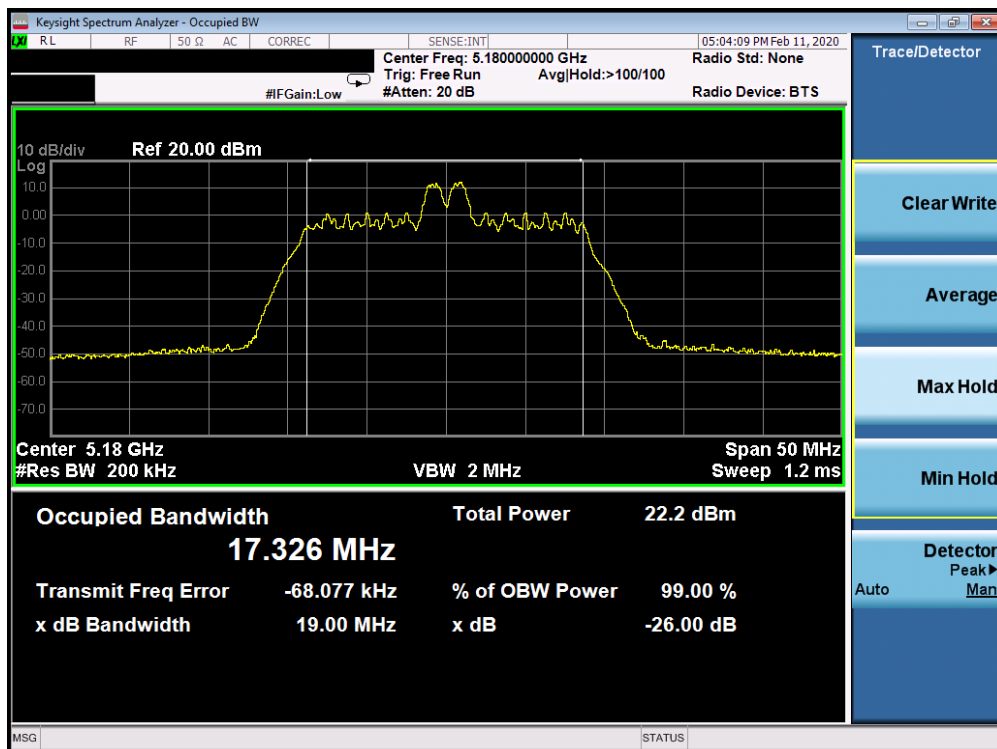 Keysight Spectrum Analyzer - Occupied BW
LXI RL RF 50 Ω AC CORREC SENSE:INT 05:04:09 PM Feb 11, 2020
Center Freq: 5.180000000 GHz Radio Std: None
Trig: Free Run Avg|Hold:>100/100
#IFGain:Low #Atten: 20 dB Radio Device: BTS
Trace/Detector
10 dB/div Ref 20.00 dBm
Log
10.0
0.00
-10.0
-20.0
-30.0
-40.0
-50.0
-60.0
-70.0
Center 5.18 GHz Span 50 MHz
#Res BW 200 kHz VBW 2 MHz Sweep 1.2 ms
Occupied Bandwidth Total Power 22.2 dBm
17.326 MHz
Transmit Freq Error -68.077 kHz % of OBW Power 99.00 %
x dB Bandwidth 19.00 MHz x dB -26.00 dB
Clear Write
Average
Max Hold
Min Hold
Detector
Peak▶
Auto Man
MSG STATUS